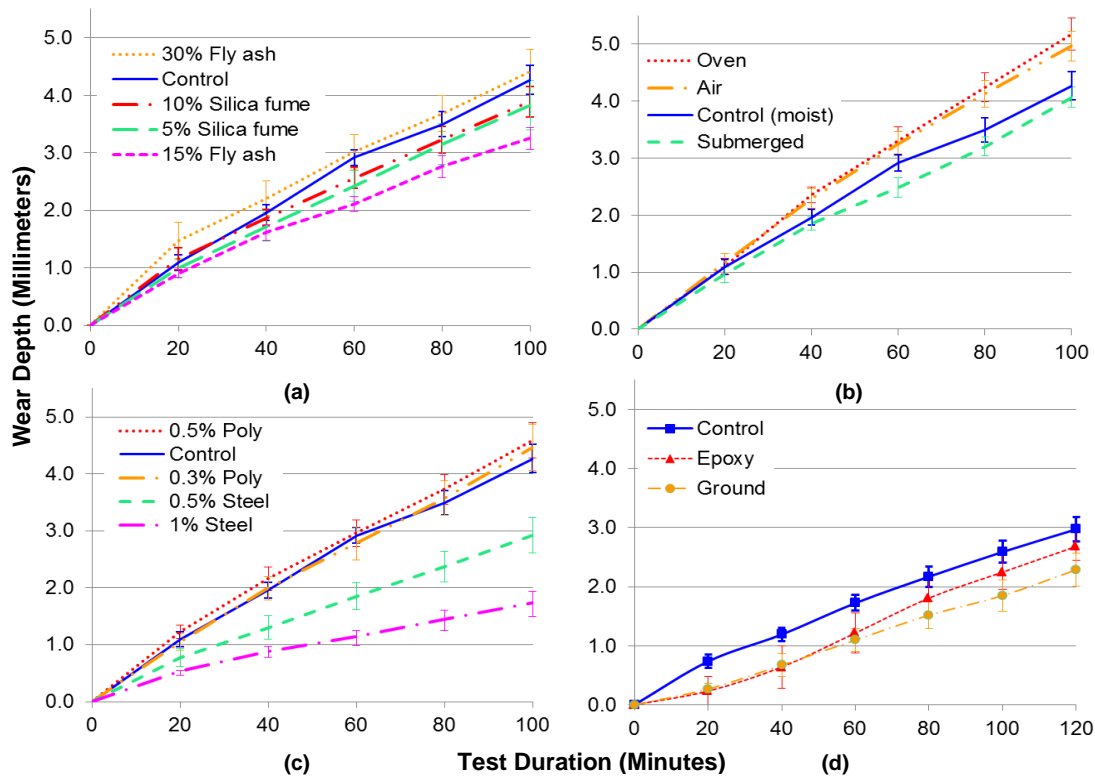 Wear Depth (Millimeters)
5.0
4.0
3.0
2.0
1.0
0.0
30% Fly ash
Control
10% Silica fume
5% Silica fume
15% Fly ash
0 20 40 60 80 100
(a)
5.0
4.0
3.0
2.0
1.0
0.0
Oven
Air
Control (moist)
Submerged
0 20 40 60 80 100
(b)
5.0
4.0
3.0
2.0
1.0
0.0
0.5% Poly
Control
0.3% Poly
0.5% Steel
1% Steel
0 20 40 60 80 100
(c)
5.0
4.0
3.0
2.0
1.0
0.0
Control
Epoxy
Ground
0 20 40 60 80 100 120
(d)
Test Duration (Minutes)